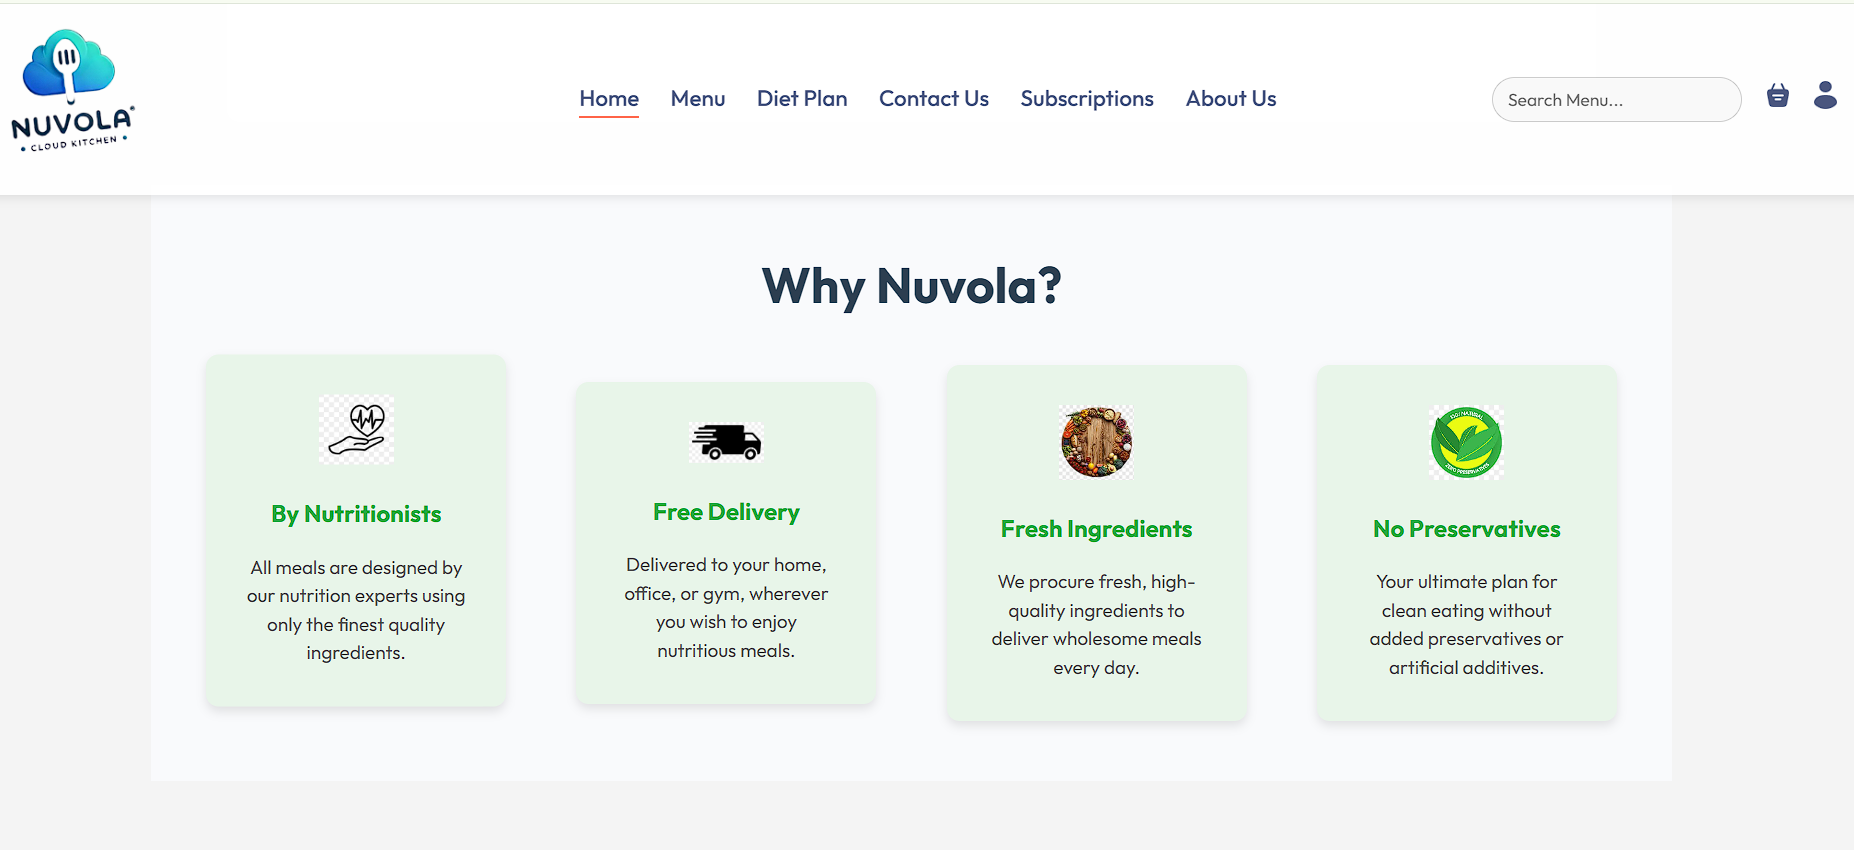 NUVOLA
• CLOUD KITCHEN •
Home
Menu
Diet Plan
Contact Us
Subscriptions
About Us
Search Menu...
Why Nuvola?
By Nutritionists
All meals are designed by
our nutrition experts using
only the finest quality
ingredients.
Free Delivery
Delivered to your home,
office, or gym, wherever
you wish to enjoy
nutritious meals.
Fresh Ingredients
We procure fresh, high-
quality ingredients to
deliver wholesome meals
every day.
100% NATURAL
ZERO PRESERVATIVES
No Preservatives
Your ultimate plan for
clean eating without
added preservatives or
artificial additives.